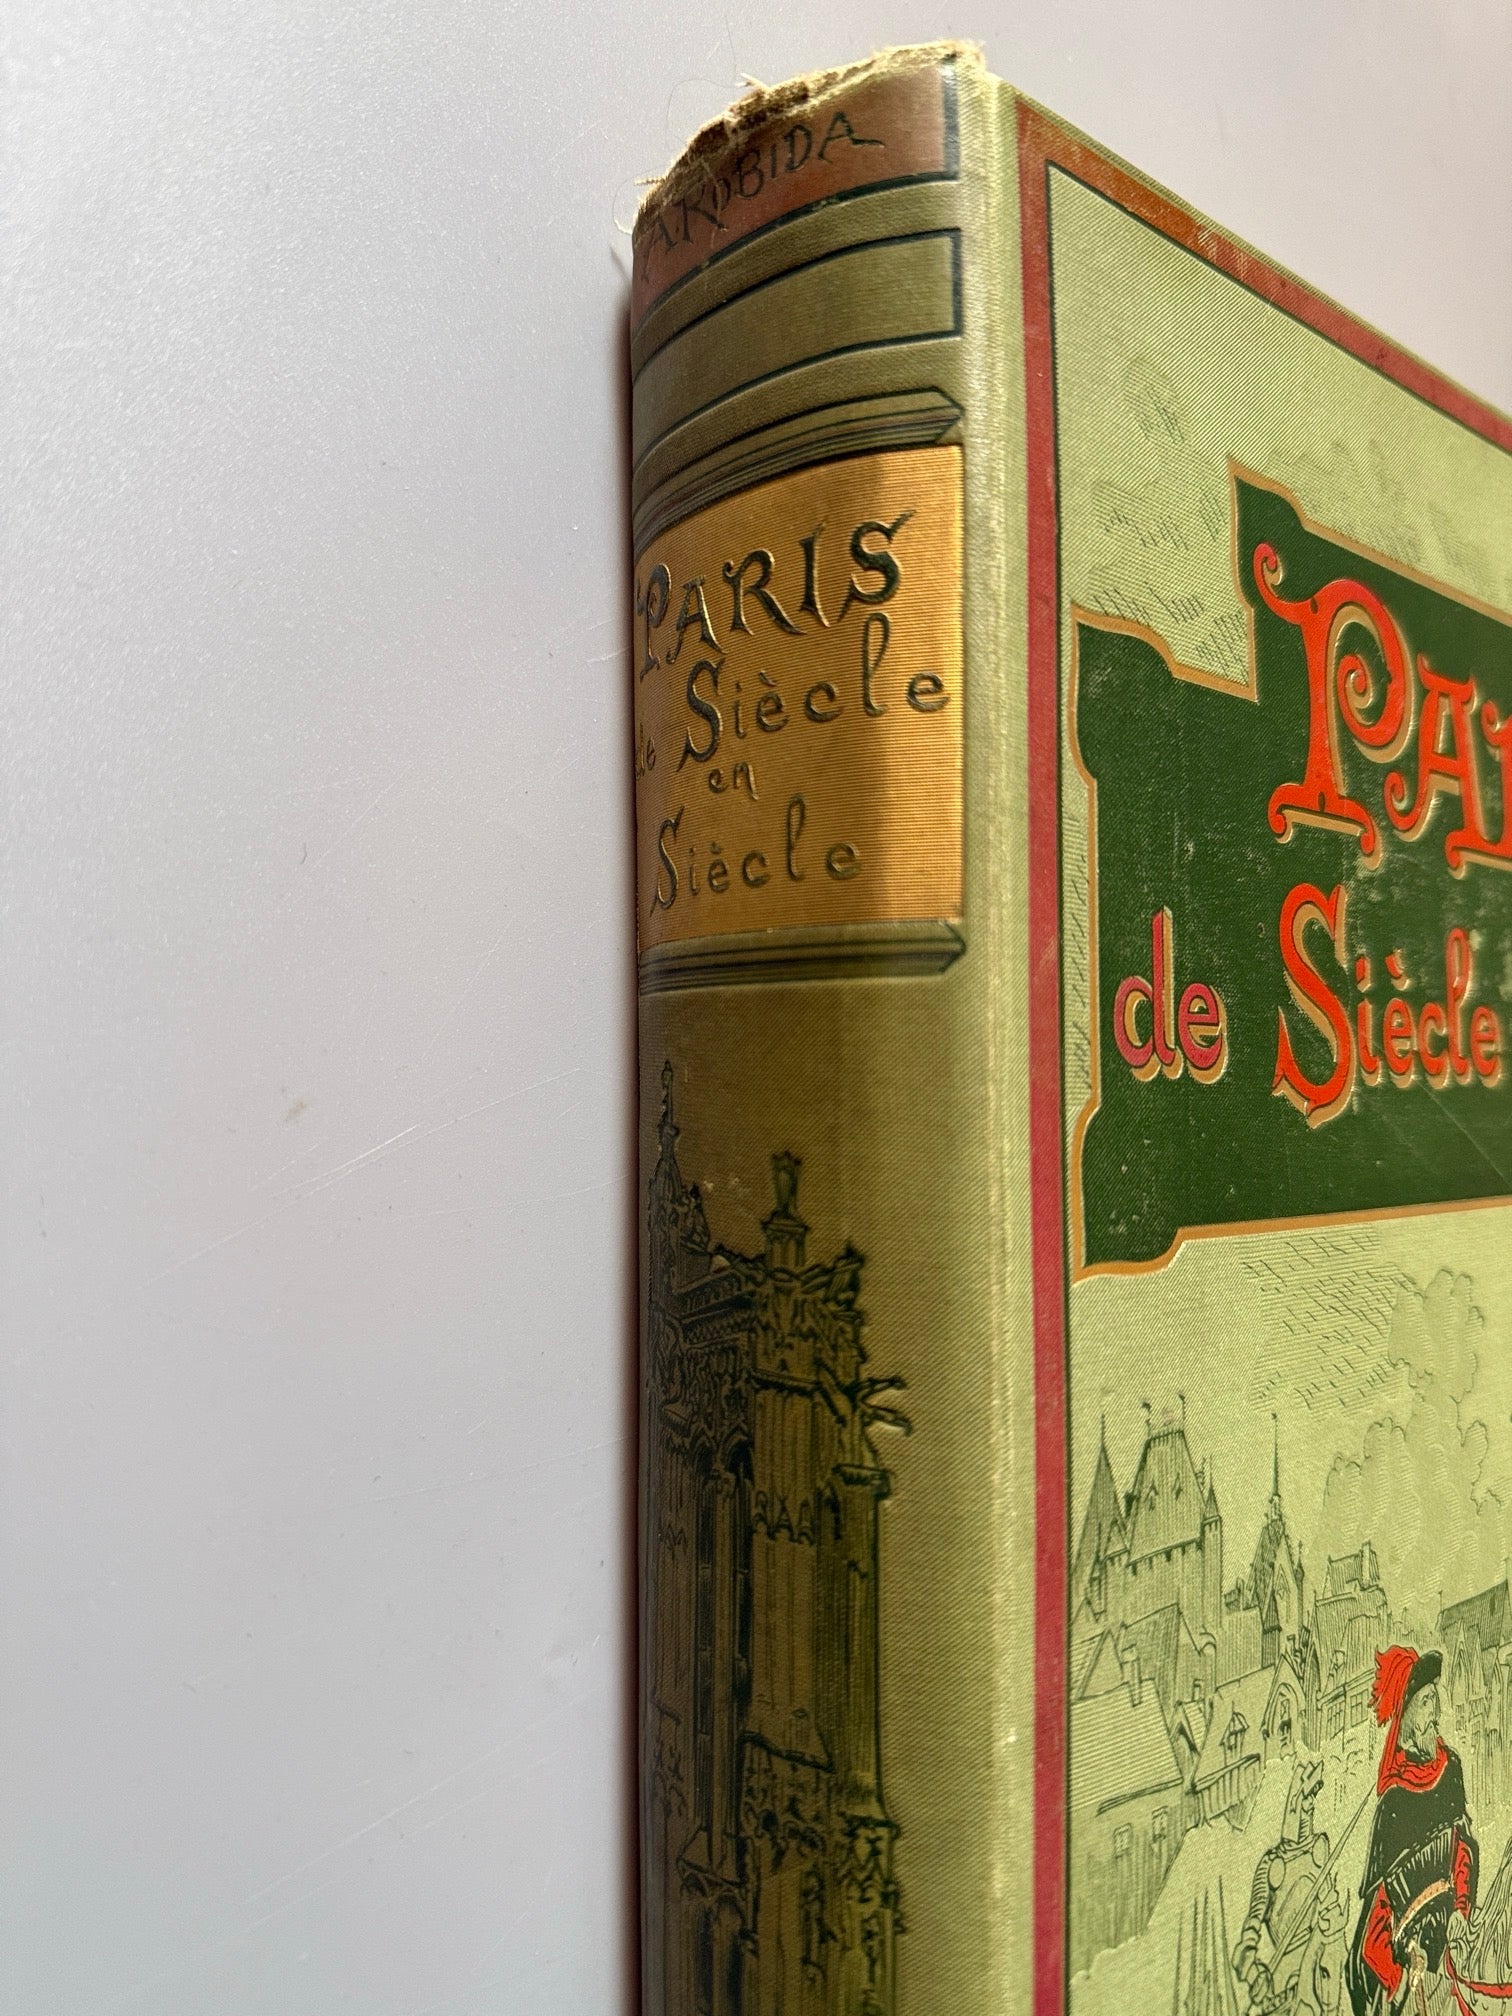 A. ROBIDA
PARIS
de Siècle
en
Siècle
de Siècle